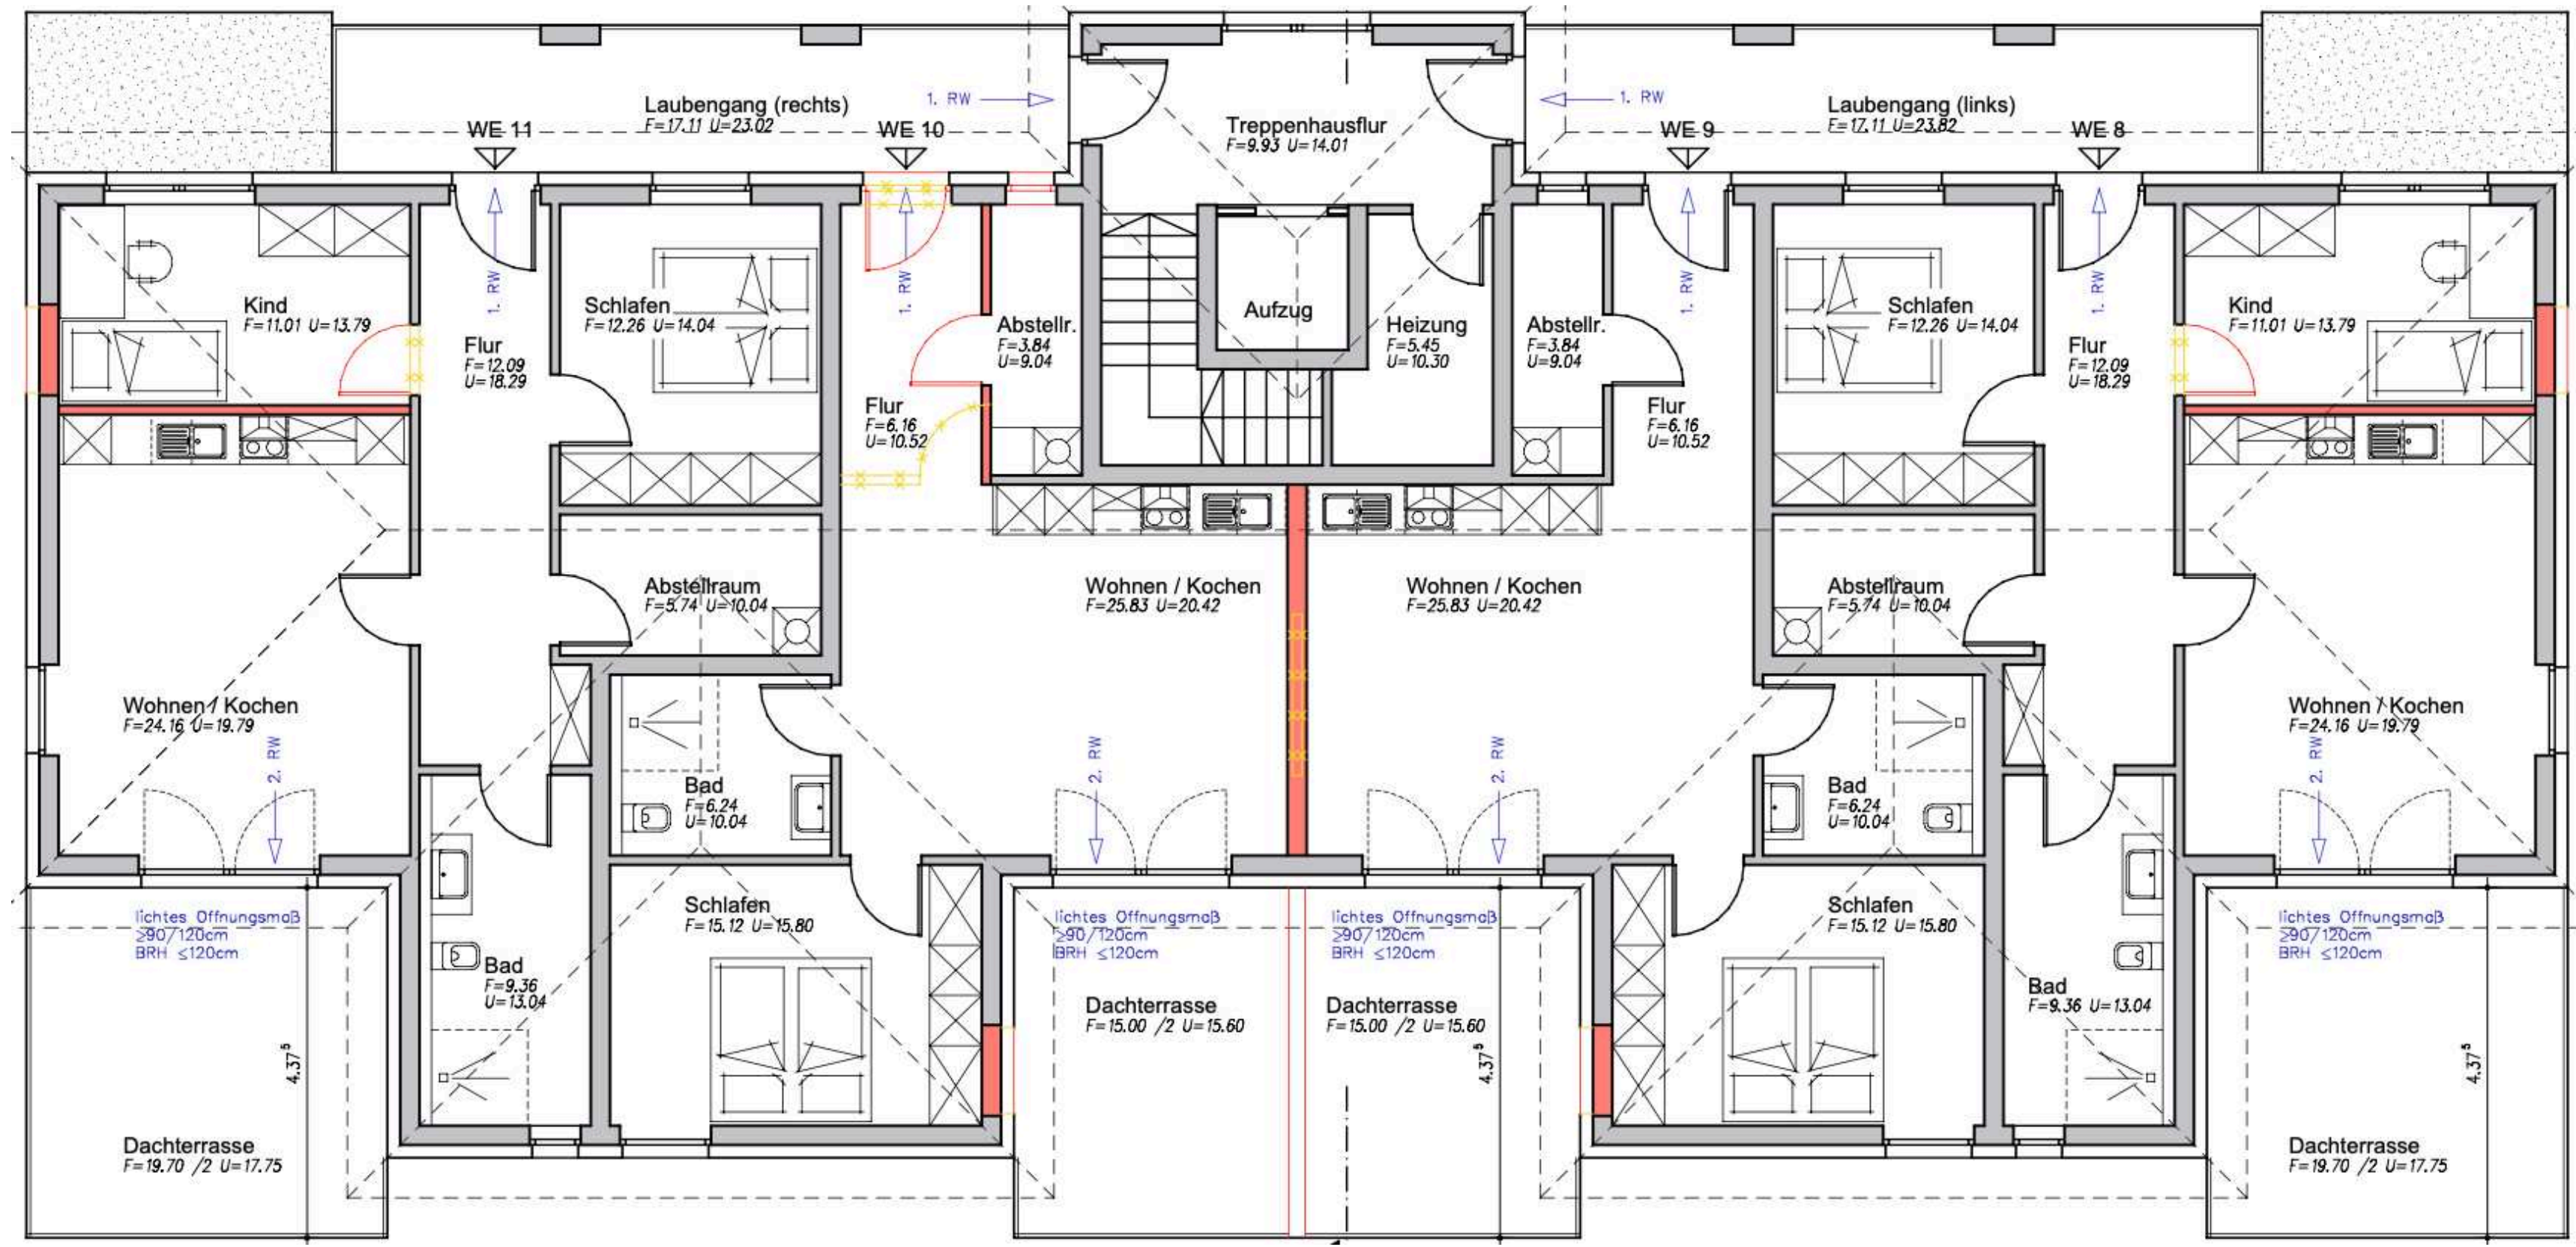 Laubengang (rechts)
F=17.11 U=23.02
1. RW
WE 11
WE 10
Treppenhausflur
F=9.93 U=14.01
1. RW
Laubengang (links)
F=17.11 U=23.82
WE 9
WE 8
Kind
F=11.01 U=13.79
1. RW
Flur
F=12.09
U=18.29
Schlafen
F=12.26 U=14.04
1. RW
Flur
F=6.16
U=10.52
Abstellr.
F=3.84
U=9.04
Aufzug
Heizung
F=5.45
U=10.30
Abstellr.
F=3.84
U=9.04
1. RW
Flur
F=6.16
U=10.52
Schlafen
F=12.26 U=14.04
1. RW
Flur
F=12.09
U=18.29
Kind
F=11.01 U=13.79
Abstellraum
F=5.74 U=10.04
Wohnen / Kochen
F=25.83 U=20.42
Wohnen / Kochen
F=25.83 U=20.42
Abstellraum
F=5.74 U=10.04
Wohnen / Kochen
F=24.16 U=19.79
2. RW
Bad
F=6.24
U=10.04
2. RW
2. RW
Bad
F=6.24
U=10.04
Wohnen / Kochen
F=24.16 U=19.79
2. RW
lichtes Öffnungsmaß
≥90/120cm
BRH ≤120cm
Schlafen
F=15.12 U=15.80
lichtes Öffnungsmaß
≥90/120cm
BRH ≤120cm
lichtes Öffnungsmaß
≥90/120cm
BRH ≤120cm
Schlafen
F=15.12 U=15.80
lichtes Öffnungsmaß
≥90/120cm
BRH ≤120cm
Bad
F=9.36
U=13.04
Dachterrasse
F=15.00 /2 U=15.60
Dachterrasse
F=15.00 /2 U=15.60
Bad
F=9.36 U=13.04
4.37⁵
4.37⁵
4.37⁵
Dachterrasse
F=19.70 /2 U=17.75
Dachterrasse
F=19.70 /2 U=17.75